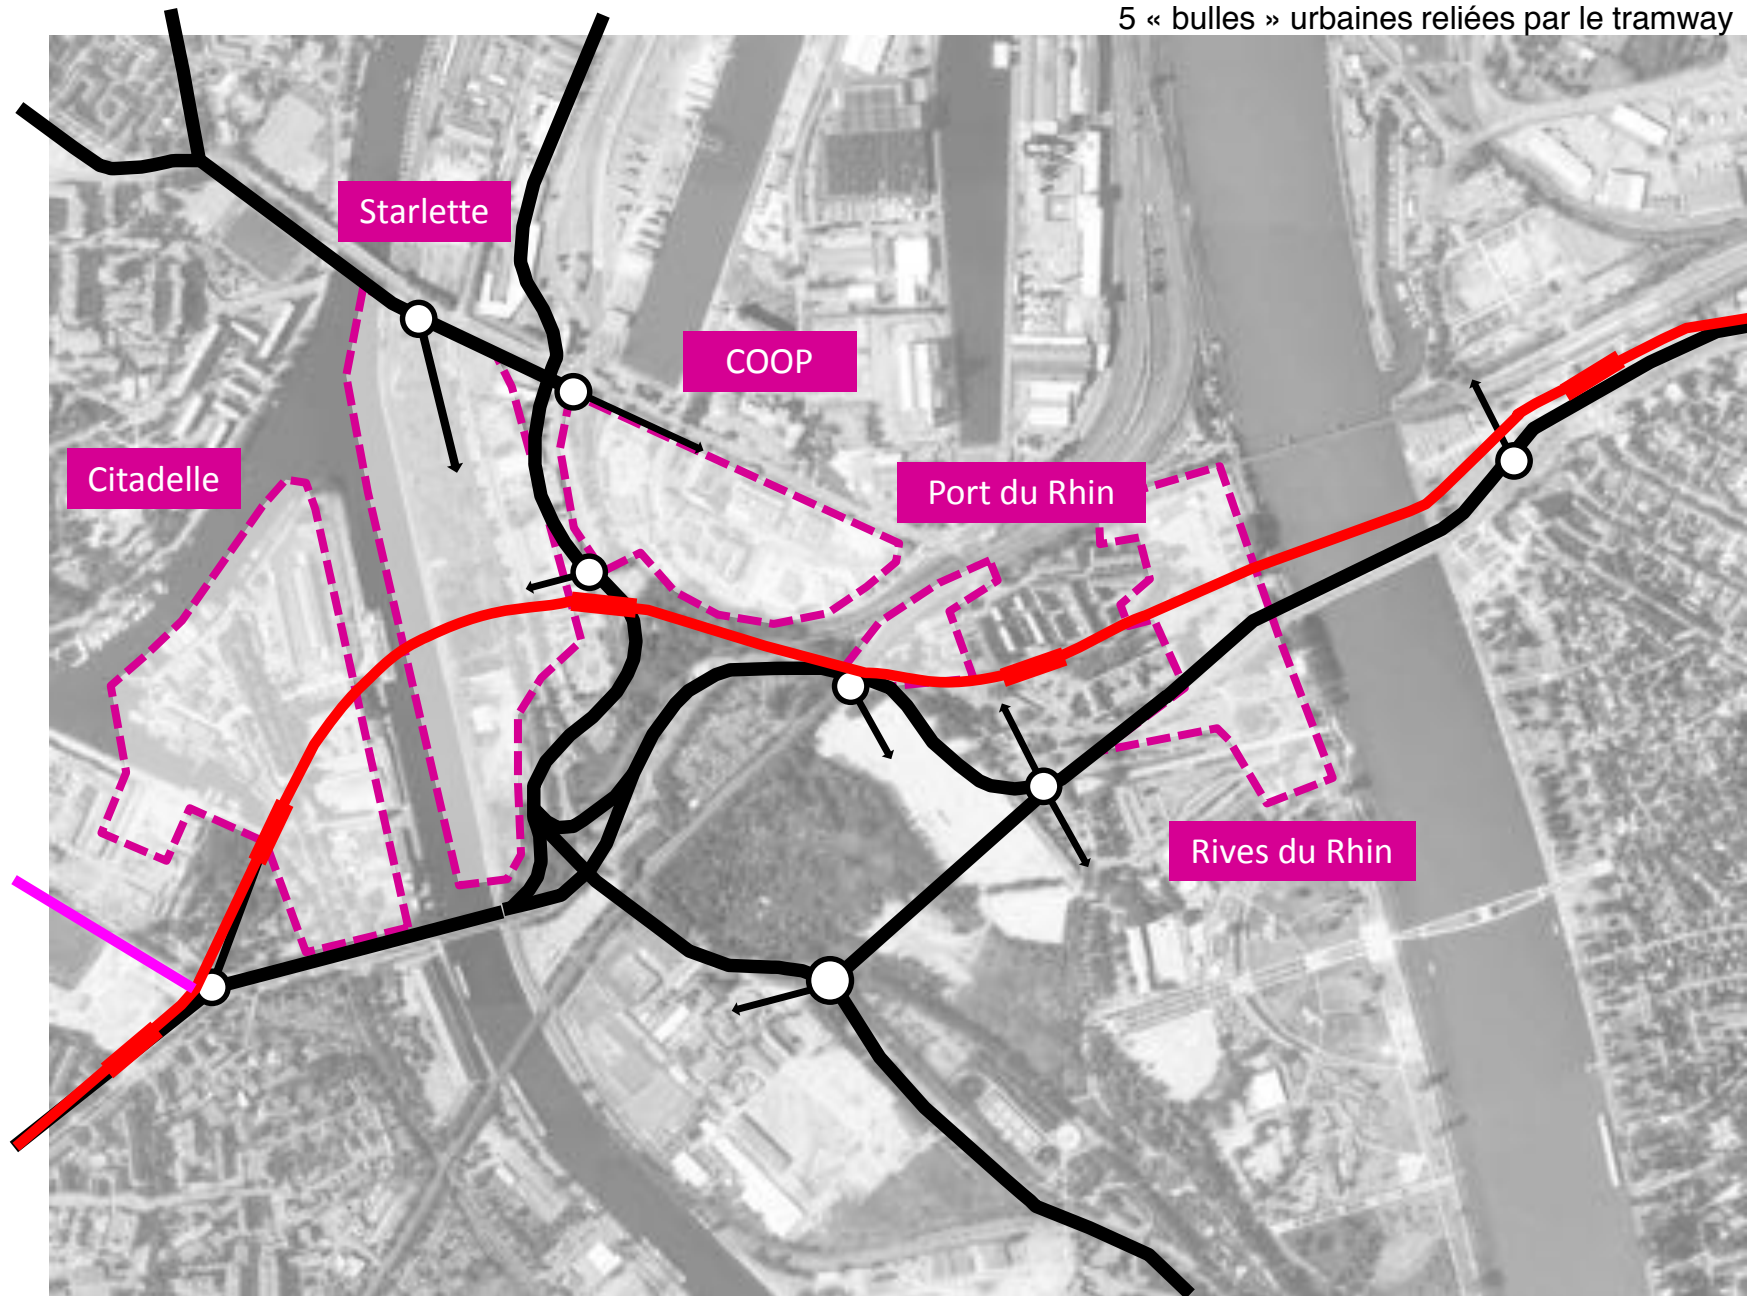 5 « bulles » urbaines reliées par le tramway
Starlette
COOP
Citadelle
Port du Rhin
Rives du Rhin